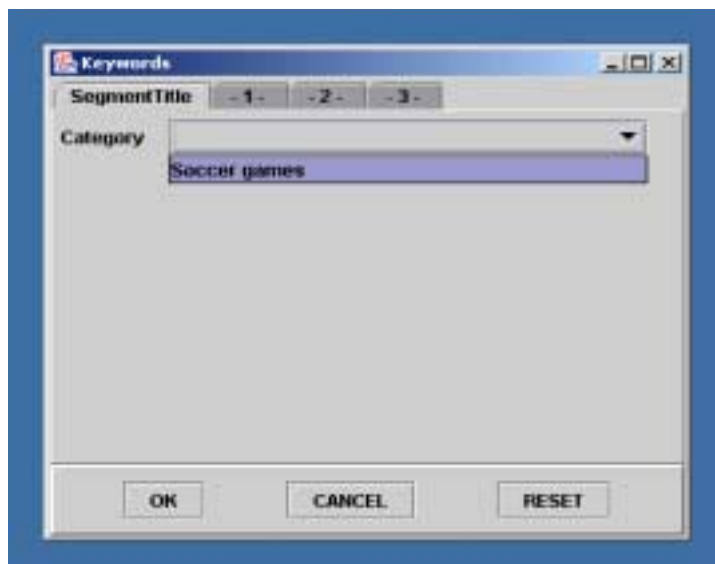 Keywords
SegmentTitle - 1 - - 2 - - 3 -
Category
Soccer games
OK CANCEL RESET